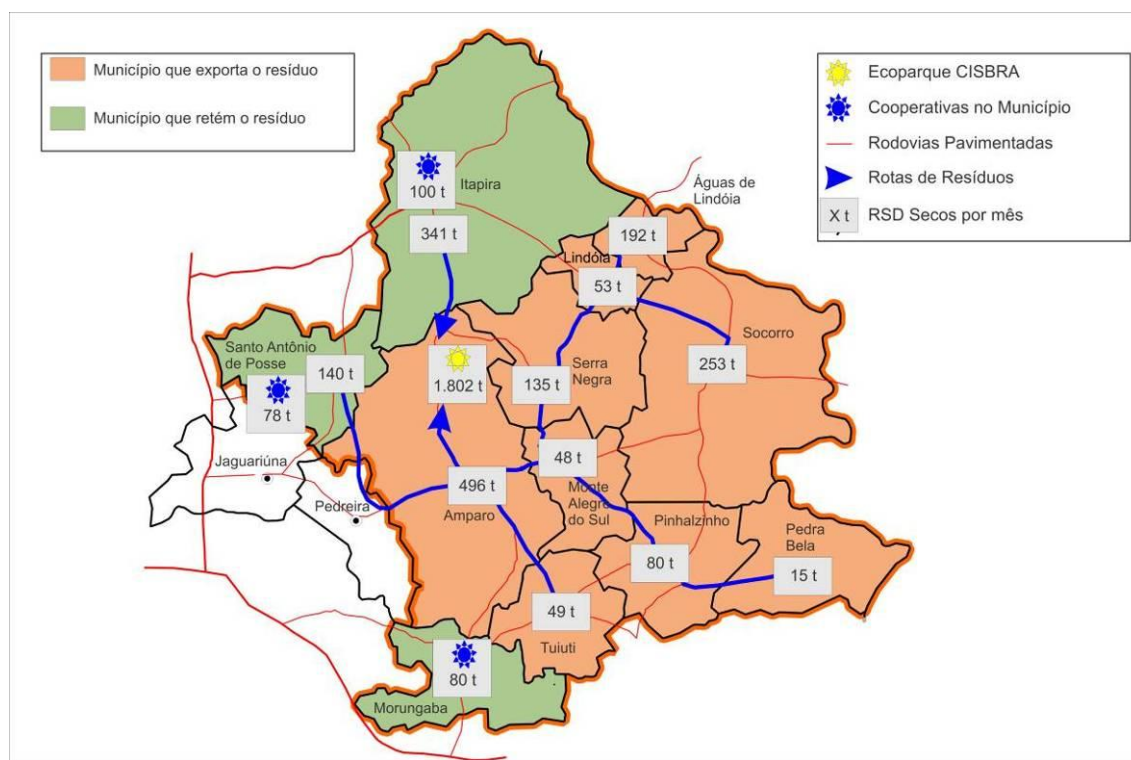 Município que exporta o resíduo
Município que retém o resíduo
Ecoparque CISBRA
Cooperativas no Município
Rodovias Pavimentadas
Rotas de Resíduos
X t
RSD Secos por mês
100 t
Itapira
341 t
Águas de
Lindóia
192 t
Lindóia
53 t
Socorro
253 t
Santo Antônio
de Posse
140 t
78 t
1.802 t
Serra
Negra
135 t
Jaguariúna
Pedreira
496 t
Amparo
48 t
Monte
Alegre
do Sul
Pinhalzinho
80 t
Pedra
Bela
15 t
49 t
Tuiuti
80 t
Morungaba